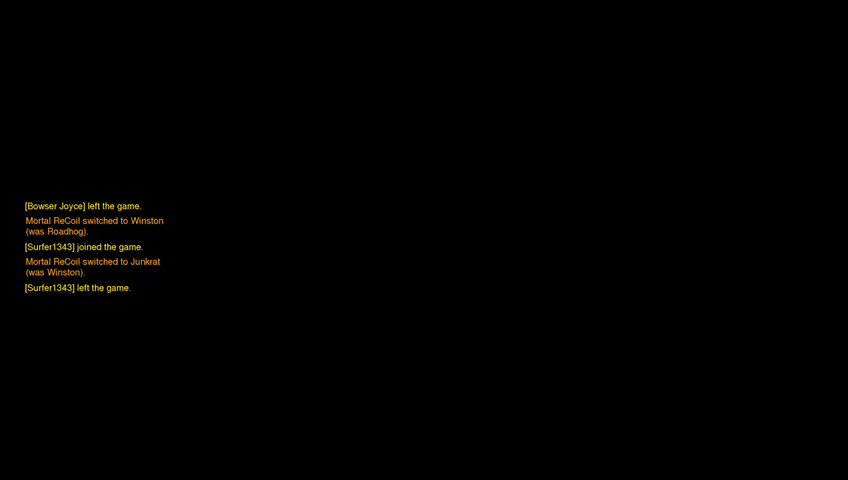 [Bowser Joyce] left the game.
Mortal ReCoil switched to Winston
(was Roadhog).
[Surfer1343] joined the game.
Mortal ReCoil switched to Junkrat
(was Winston).
[Surfer1343] left the game.